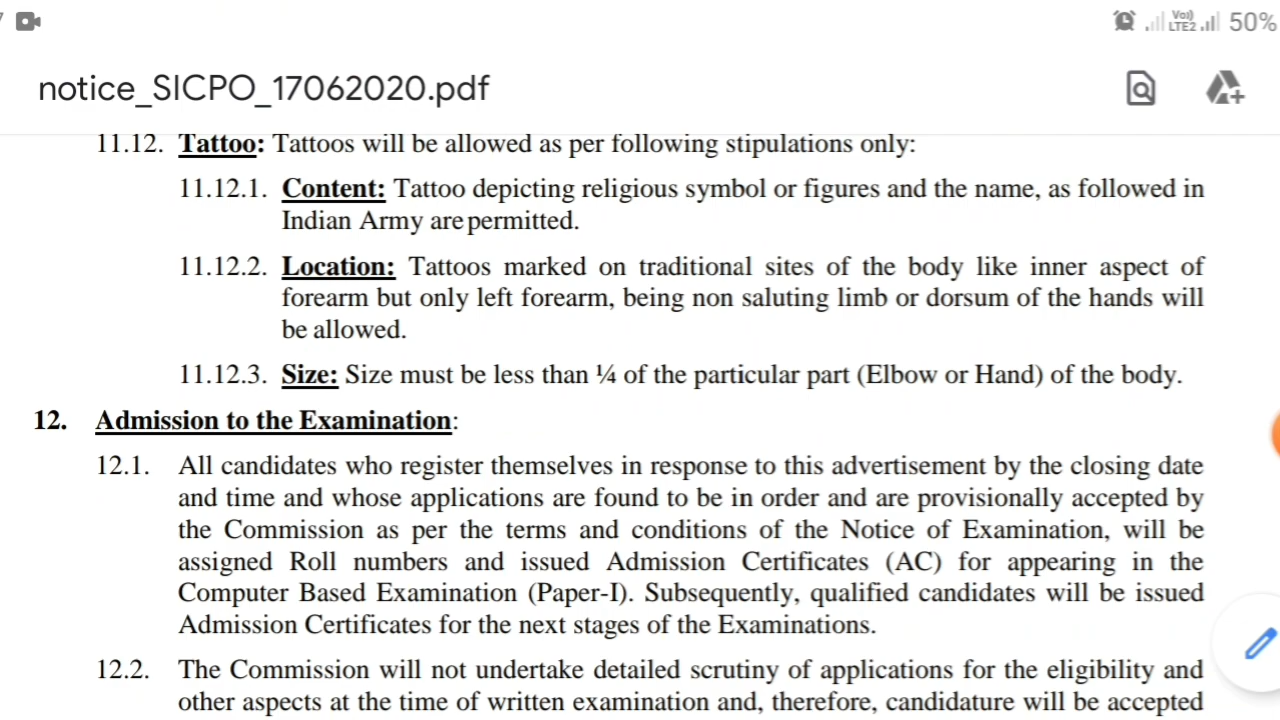 Vo)) LTE2 50%
notice_SICPO_17062020.pdf
11.12. Tattoo: Tattoos will be allowed as per following stipulations only:
11.12.1. Content: Tattoo depicting religious symbol or figures and the name, as followed in
Indian Army are permitted.
11.12.2. Location: Tattoos marked on traditional sites of the body like inner aspect of
forearm but only left forearm, being non saluting limb or dorsum of the hands will
be allowed.
11.12.3. Size: Size must be less than ¼ of the particular part (Elbow or Hand) of the body.
12. Admission to the Examination:
12.1. All candidates who register themselves in response to this advertisement by the closing date
and time and whose applications are found to be in order and are provisionally accepted by
the Commission as per the terms and conditions of the Notice of Examination, will be
assigned Roll numbers and issued Admission Certificates (AC) for appearing in the
Computer Based Examination (Paper-I). Subsequently, qualified candidates will be issued
Admission Certificates for the next stages of the Examinations.
12.2. The Commission will not undertake detailed scrutiny of applications for the eligibility and
other aspects at the time of written examination and, therefore, candidature will be accepted